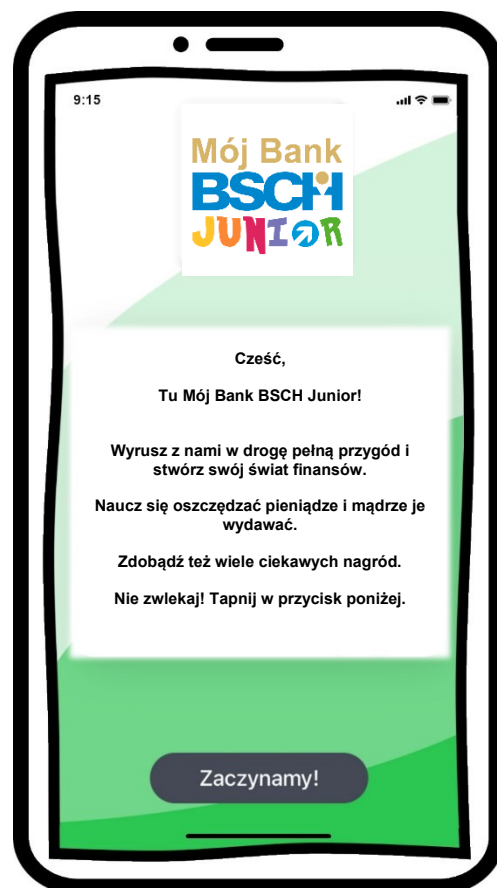 9:15
Mój Bank
BSCH
JUNIOR
Cześć,
Tu Mój Bank BSCH Junior!
Wyrusz z nami w drogę pełną przygód i
stwórz swój świat finansów.
Naucz się oszczędzać pieniądze i mądrze je
wydawać.
Zdobądź też wiele ciekawych nagród.
Nie zwlekaj! Tapnij w przycisk poniżej.
Zaczynamy!